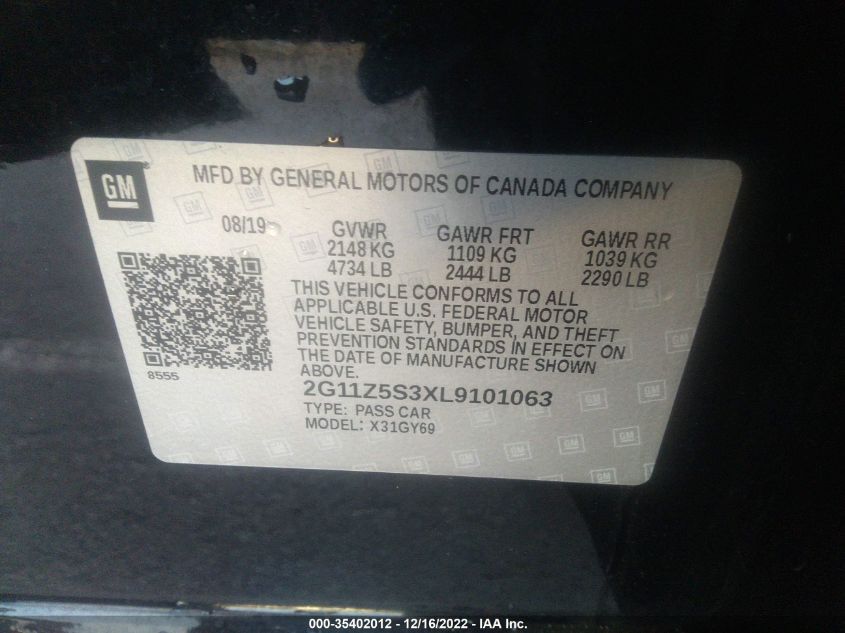 GM
MFD BY GENERAL MOTORS OF CANADA COMPANY
08/19
GVWR
2148 KG
4734 LB
GAWR FRT
1109 KG
2444 LB
GAWR RR
1039 KG
2290 LB
THIS VEHICLE CONFORMS TO ALL
APPLICABLE U.S. FEDERAL MOTOR
VEHICLE SAFETY, BUMPER, AND THEFT
PREVENTION STANDARDS IN EFFECT ON
THE DATE OF MANUFACTURE SHOWN
ABOVE.
8555
2G11Z5S3XL9101063
TYPE: PASS CAR
MODEL: X31GY69
000-35402012 - 12/16/2022 - IAA Inc.